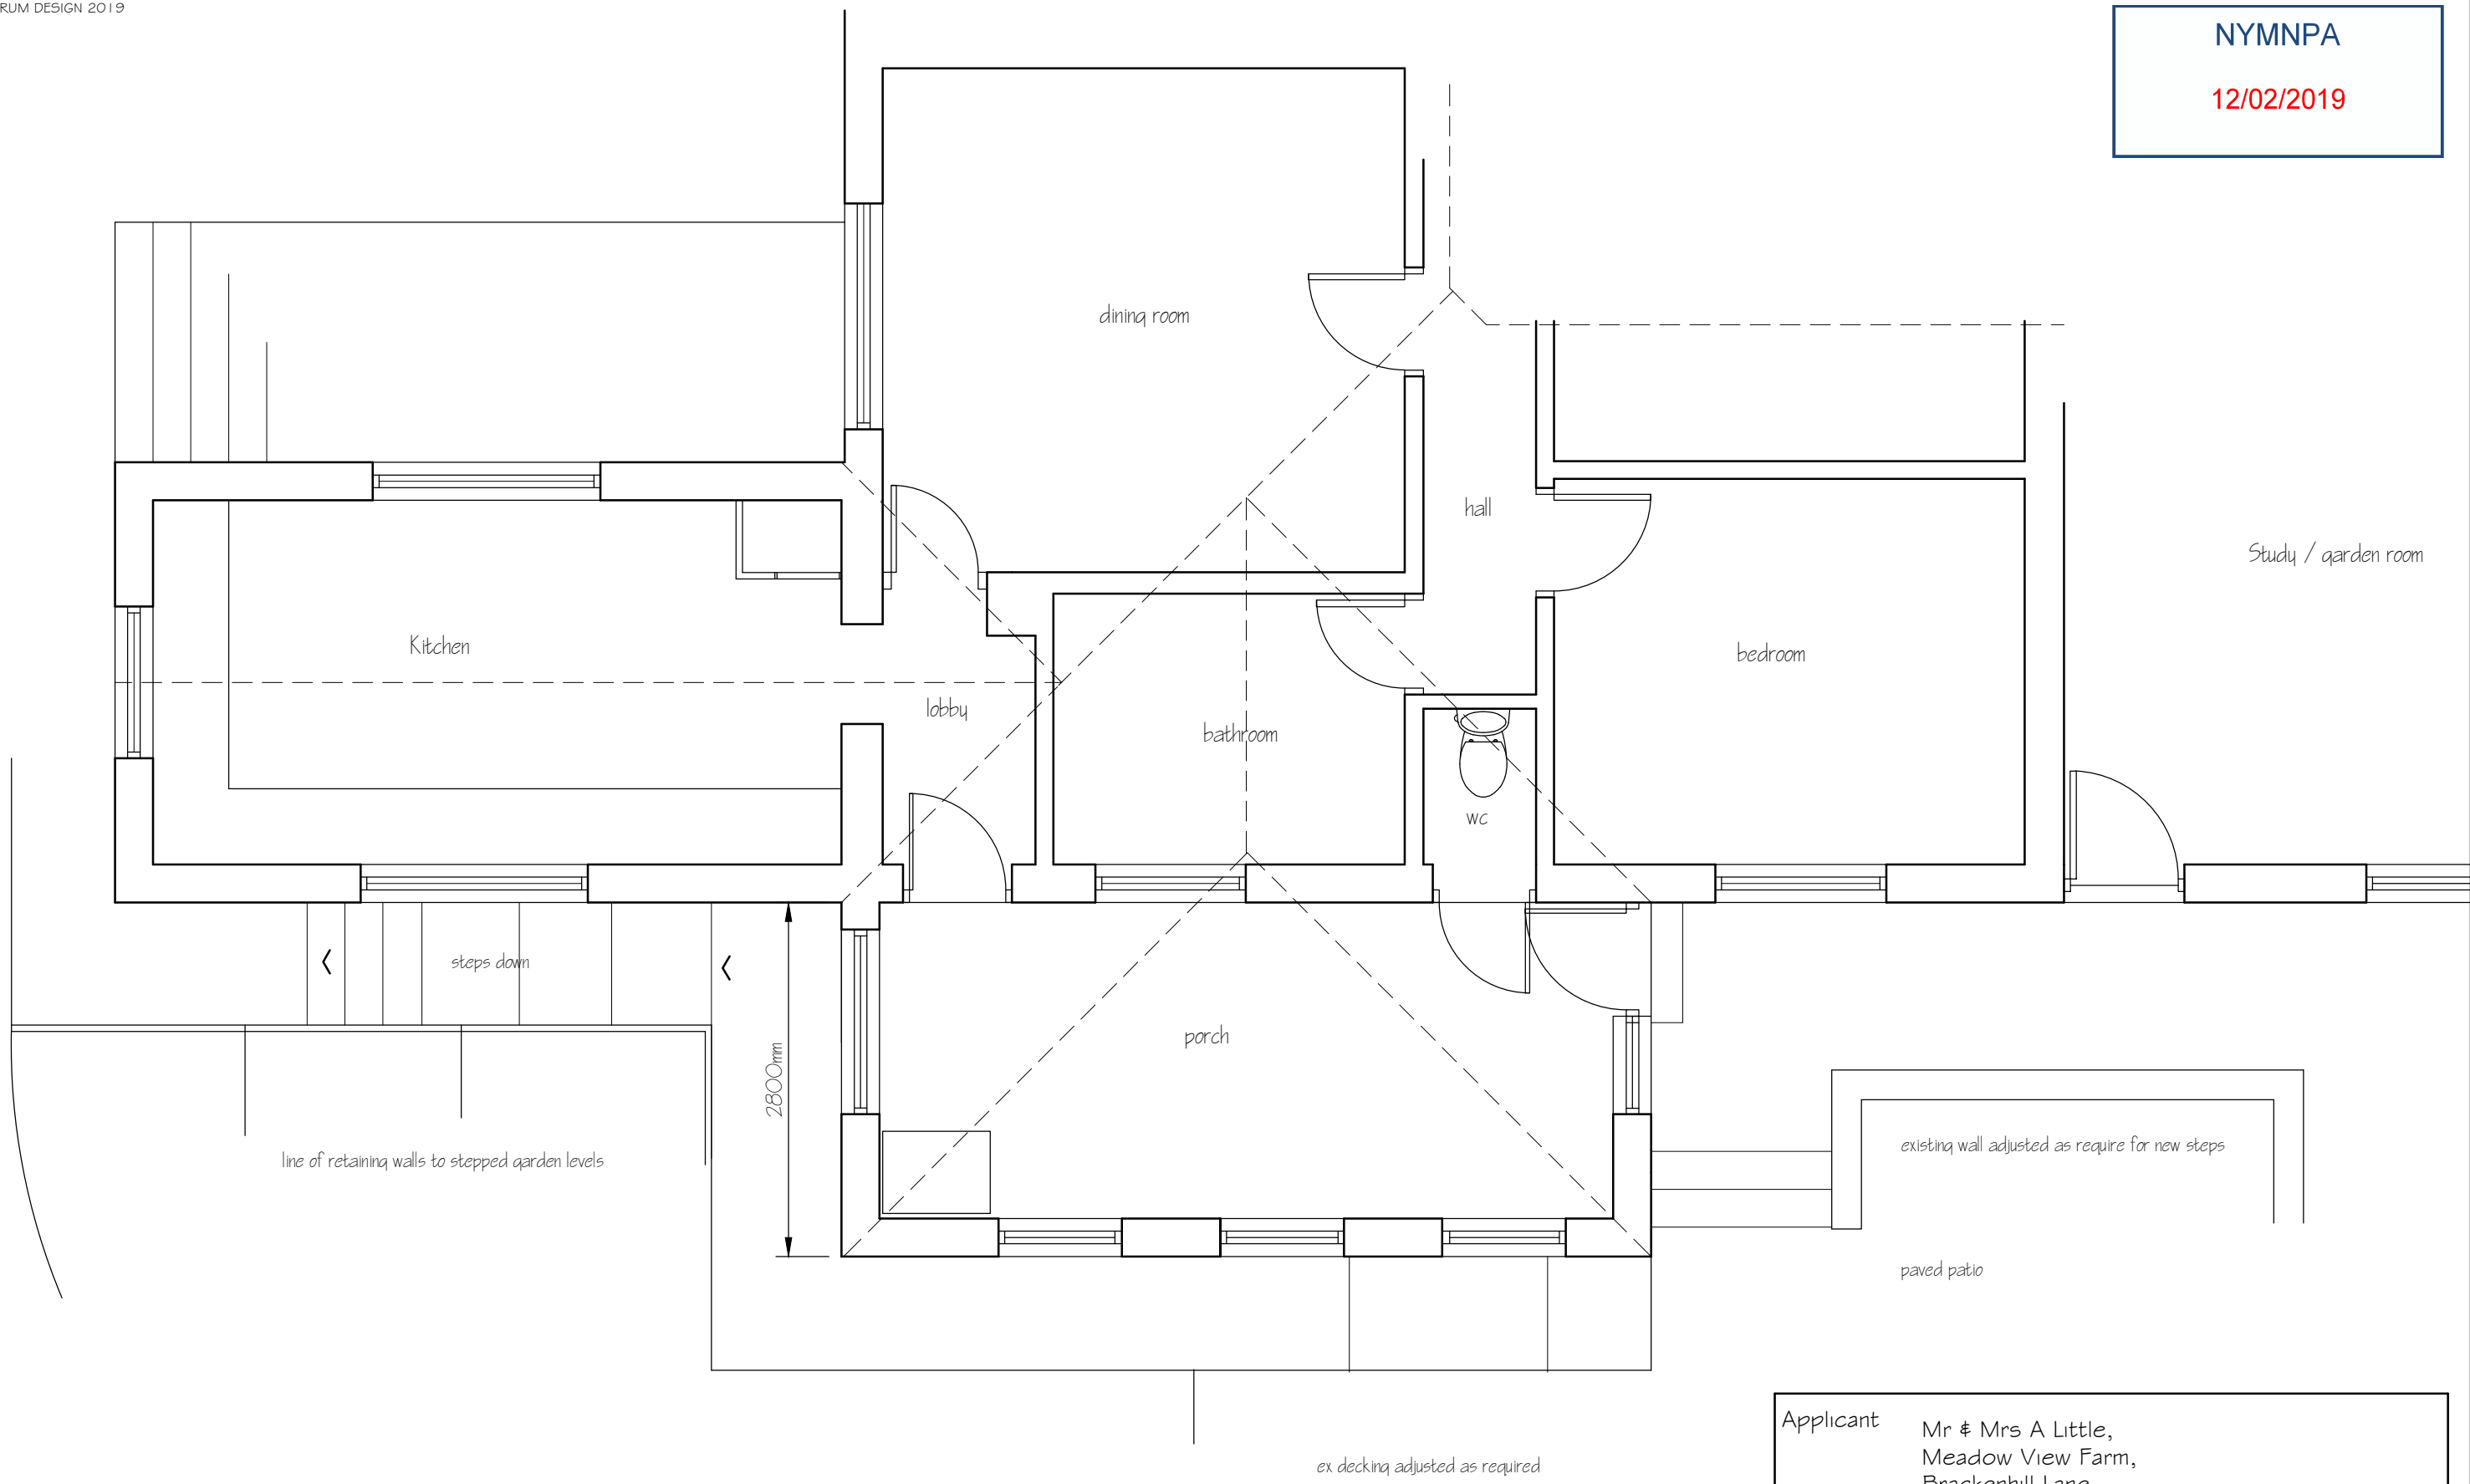 RUM DESIGN 2019
NYMNPA
12/02/2019
dining room
hall
Study / garden room
Kitchen
bedroom
lobby
bathroom
wc
steps down
porch
2800mm
line of retaining walls to stepped garden levels
existing wall adjusted as require for new steps
paved patio
Applicant
Mr & Mrs A Little,
Meadow View Farm,
Brackenhill Lane
ex decking adjusted as required